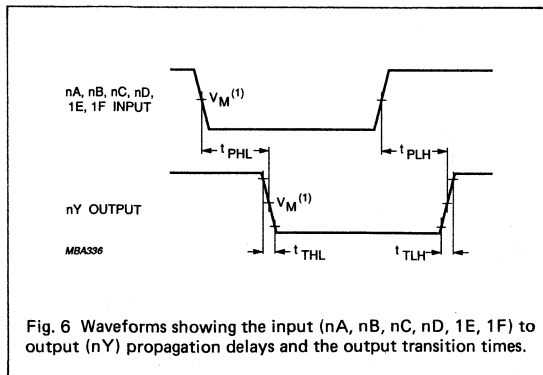 nA, nB, nC, nD,
1E, 1F INPUT
VM(1)
tPHL
tPLH
VM(1)
nY OUTPUT
tTHL
tTLH
MBA336
Fig. 6 Waveforms showing the input (nA, nB, nC, nD, 1E, 1F) to
output (nY) propagation delays and the output transition times.